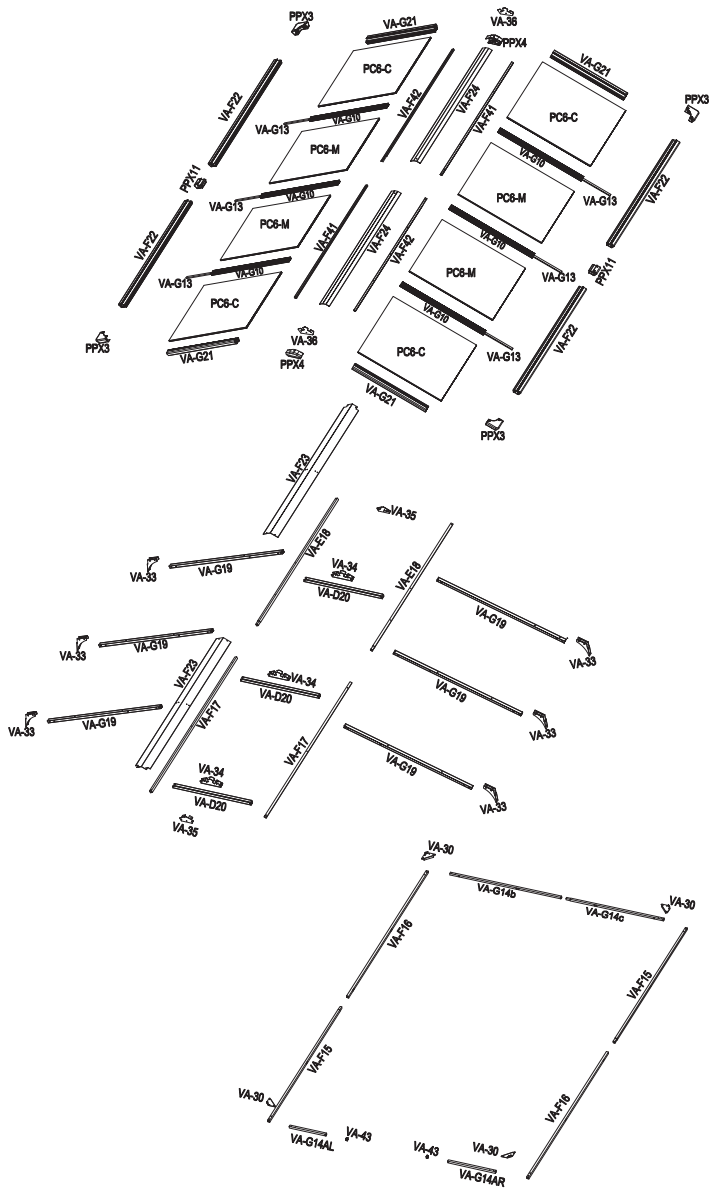 VA-36
PPX3
VA-G21
PPX4
VA-G21
PC6-C
PC6-C
PPX3
VA-F22
VA-F42
VA-F24
VA-F41
VA-G13
VA-G10
VA-G10
VA-F22
PC6-M
PC6-M
VA-G13
PPX11
VA-G13
VA-G10
VA-G10
VA-F22
PC6-M
VA-F41
VA-F24
VA-F42
VA-G13
PPX11
VA-G13
VA-G10
PC6-M
VA-G10
VA-F22
PC6-C
PC6-C
VA-36
PPX3
VA-G21
PPX4
VA-G13
VA-G21
PPX3
VA-F23
VA-E18
VA-35
VA-33
VA-G19
VA-34
VA-D20
VA-E18
VA-G19
VA-33
VA-G19
VA-33
VA-F23
VA-F17
VA-34
VA-D20
VA-G19
VA-33
VA-G19
VA-F17
VA-33
VA-34
VA-D20
VA-G19
VA-33
VA-35
VA-30
VA-G14b
VA-G14c
VA-30
VA-F16
VA-F15
VA-F15
VA-F16
VA-30
VA-G14AL
VA-43
VA-43
VA-30
VA-G14AR